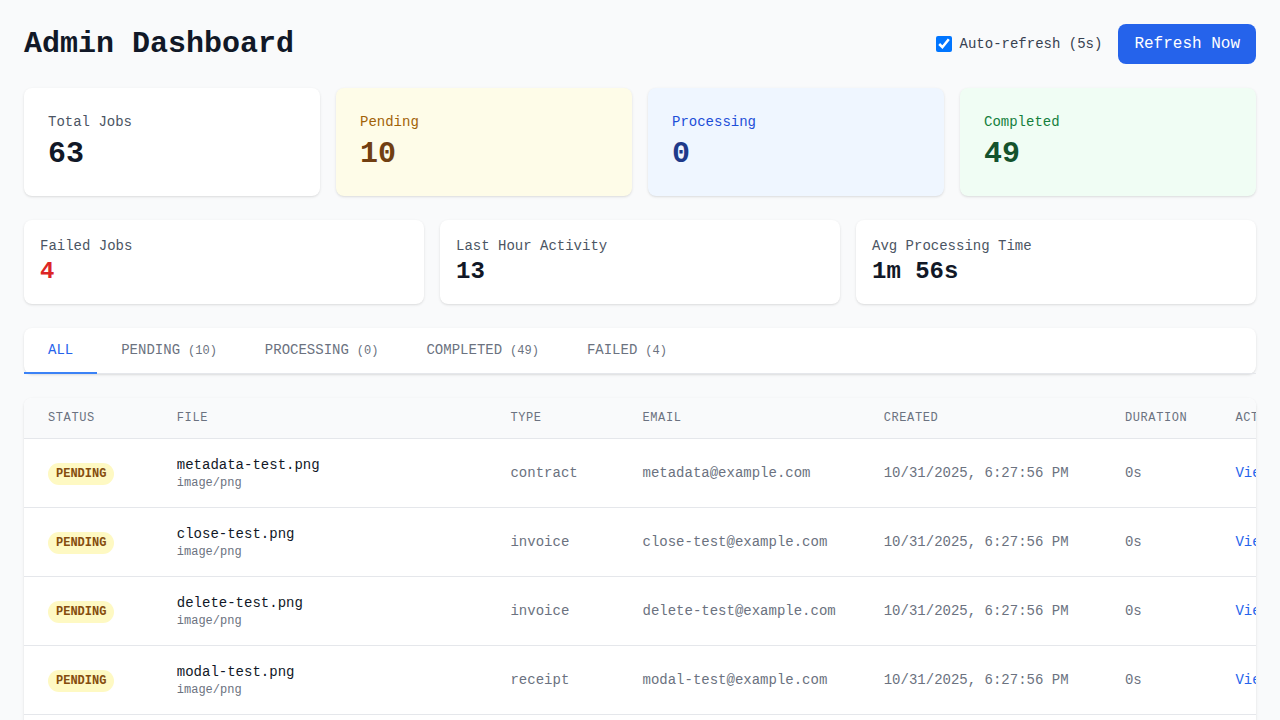 Admin Dashboard
Auto-refresh (5s)
Refresh Now
Total Jobs
63
Pending
10
Processing
0
Completed
49
Failed Jobs
4
Last Hour Activity
13
Avg Processing Time
1m 56s
ALL PENDING (10) PROCESSING (0) COMPLETED (49) FAILED (4)
STATUS FILE TYPE EMAIL CREATED DURATION ACT
PENDING metadata-test.png contract metadata@example.com 10/31/2025, 6:27:56 PM 0s Vie
image/png
PENDING close-test.png invoice close-test@example.com 10/31/2025, 6:27:56 PM 0s Vie
image/png
PENDING delete-test.png invoice delete-test@example.com 10/31/2025, 6:27:56 PM 0s Vie
image/png
PENDING modal-test.png receipt modal-test@example.com 10/31/2025, 6:27:56 PM 0s Vie
image/png